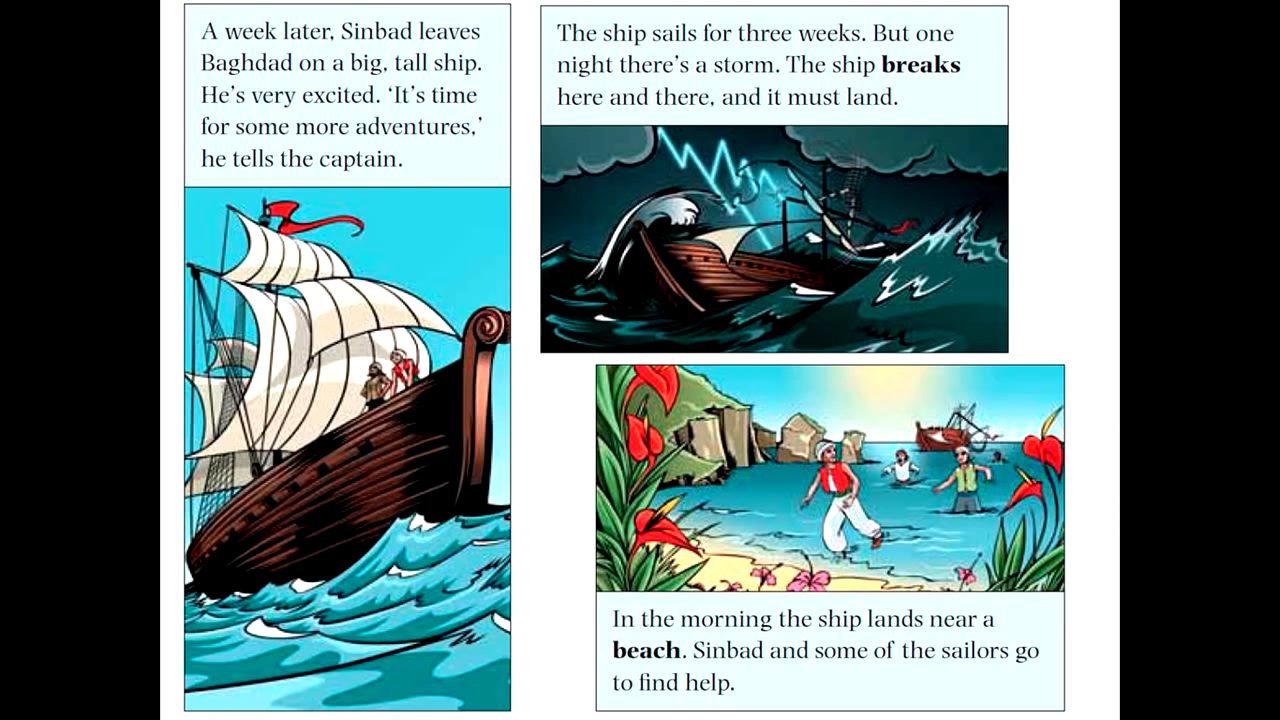 A week later, Sinbad leaves
Baghdad on a big, tall ship.
He's very excited. ‘It's time
for some more adventures,’
he tells the captain.
The ship sails for three weeks. But one
night there's a storm. The ship breaks
here and there, and it must land.
In the morning the ship lands near a
beach. Sinbad and some of the sailors go
to find help.